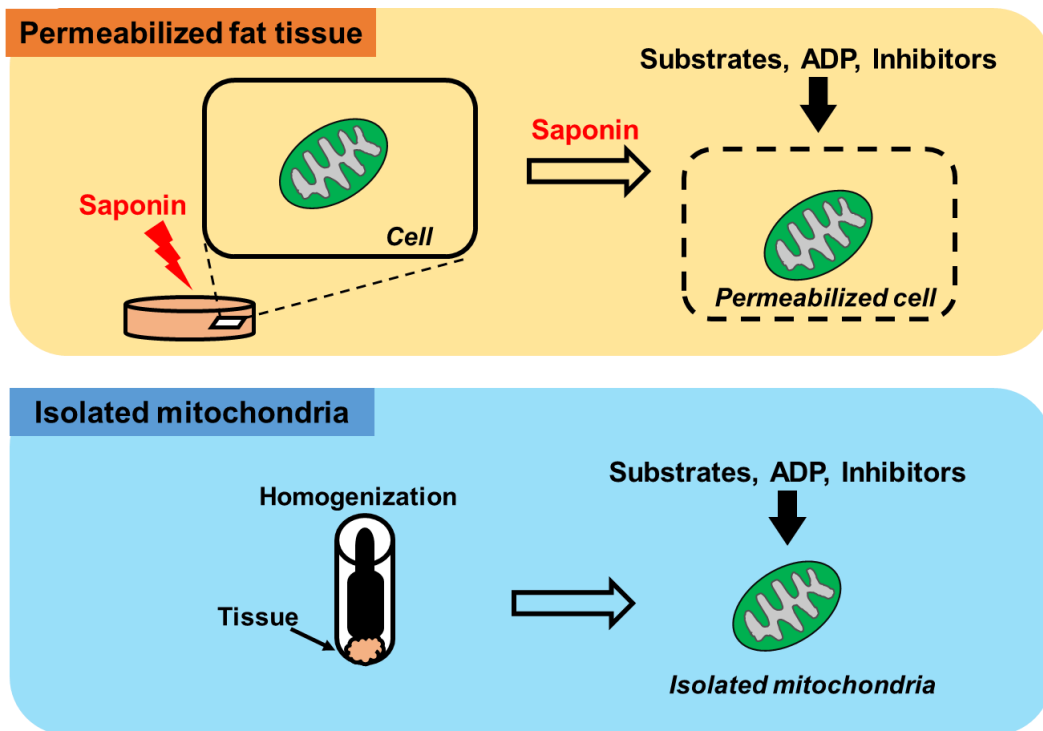 Permeabilized fat tissue
Substrates, ADP, Inhibitors
Saponin
Saponin
Cell
Permeabilized cell
Isolated mitochondria
Substrates, ADP, Inhibitors
Homogenization
Tissue
Isolated mitochondria